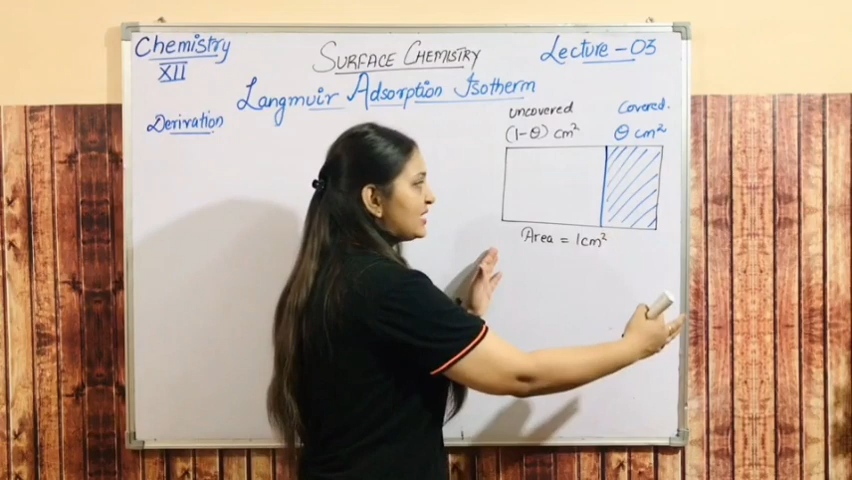 Chemistry
XII
SURFACE CHEMISTRY
Lecture - 03
Langmuir Adsorption Isotherm
Derivation
uncovered
(1-θ) cm²
Covered.
θ cm²
Area = 1cm²